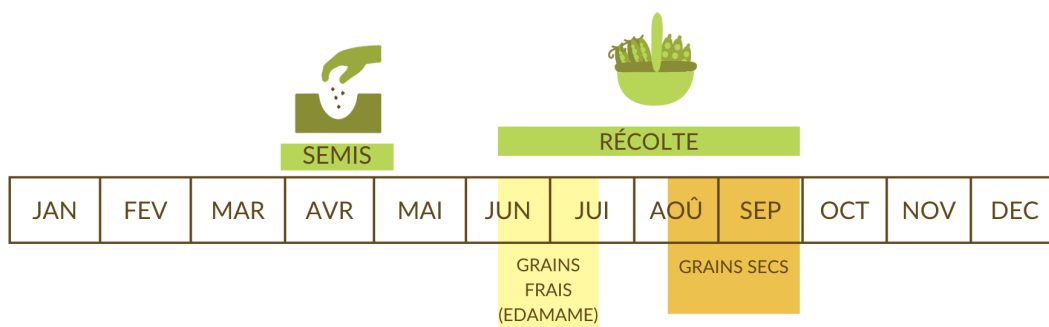 SEMIS
RÉCOLTE
JAN FEV MAR AVR MAI JUN JUI AOÛ SEP OCT NOV DEC
GRAINS
FRAIS
(EDAMAME)
GRAINS SECS